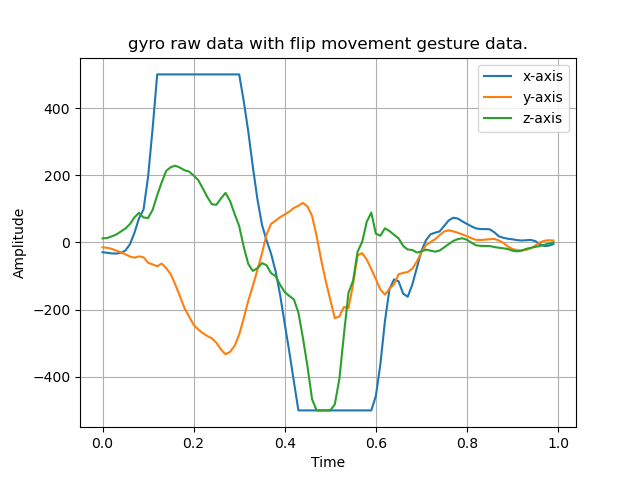 gyro raw data with flip movement gesture data.
x-axis
y-axis
z-axis
400
200
0
−200
−400
Amplitude
0.0 0.2 0.4 0.6 0.8 1.0
Time